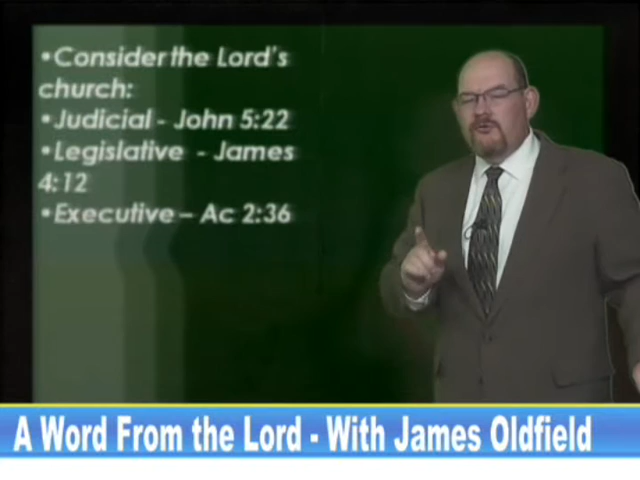 •Consider the Lord's
church:
•Judicial - John 5:22
•Legislative - James
4:12
•Executive – Ac 2:36
A Word From the Lord - With James Oldfield